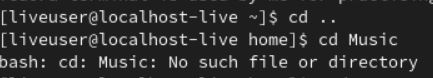 [liveuser@localhost-live ~]$ cd ..
[liveuser@localhost-live home]$ cd Music
bash: cd: Music: No such file or directory